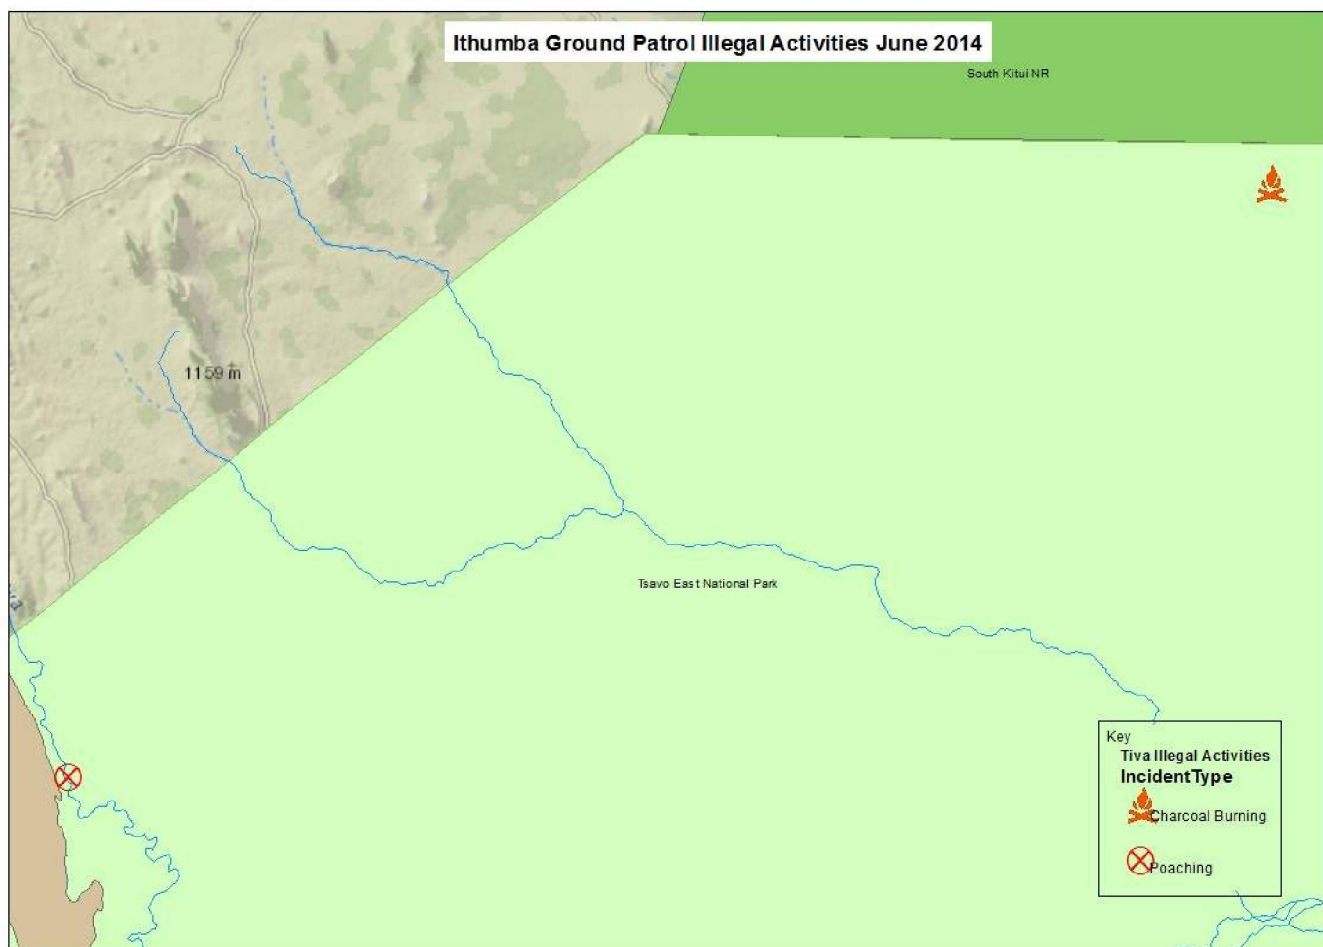 Ithumba Ground Patrol Illegal Activities June 2014
South Kitui NR
1159 m
Tsavo East National Park
Key
Tiva Illegal Activities
IncidentType
Charcoal Burning
Poaching